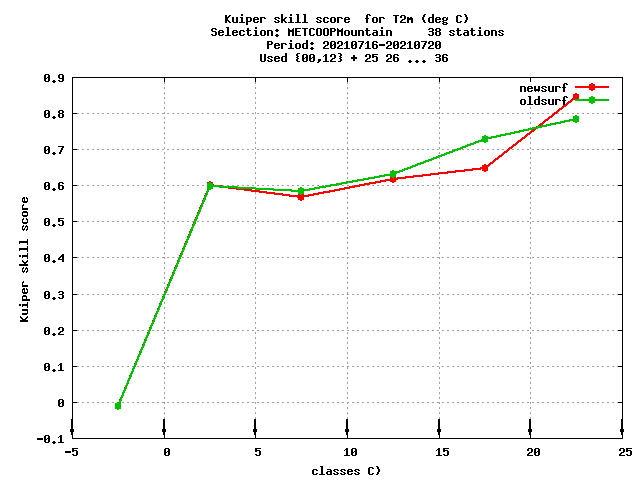 Kuiper skill score  for T2m (deg C)
Selection: METCOOPMountain     38 stations
Period: 20210716-20210720
Used {00,12} + 25 26 ... 36
newsurf
oldsurf
0.9
0.8
0.7
0.6
0.5
0.4
0.3
0.2
0.1
0
-0.1
Kuiper skill score
-5 0 5 10 15 20 25
classes C)